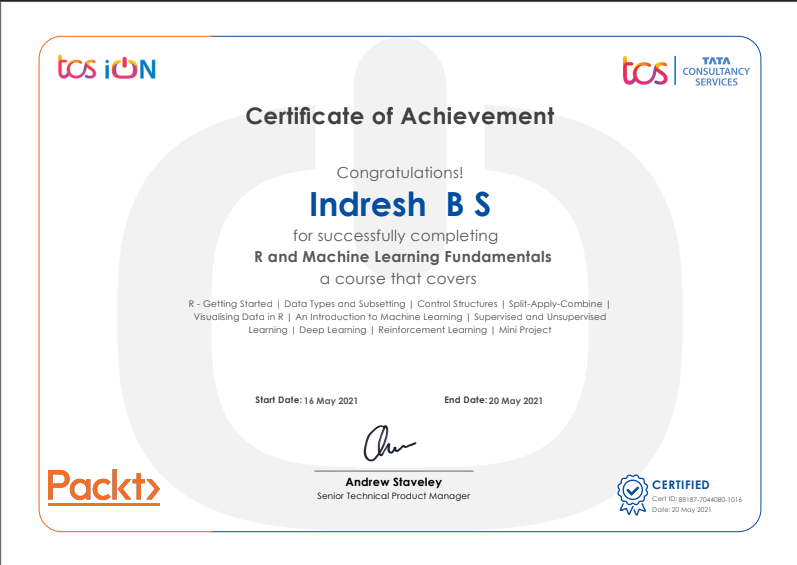 tcs iON
tcs | TATA
CONSULTANCY
SERVICES
Certificate of Achievement
Congratulations!
Indresh B S
for successfully completing
R and Machine Learning Fundamentals
a course that covers
R - Getting Started | Data Types and Subsetting | Control Structures | Split-Apply-Combine |
Visualising Data in R | An Introduction to Machine Learning | Supervised and Unsupervised
Learning | Deep Learning | Reinforcement Learning | Mini Project
Start Date: 16 May 2021 End Date: 20 May 2021
Andrew Staveley
Senior Technical Product Manager
Packt>
CERTIFIED
Cert ID: 88187-7044080-1016
Date: 20 May 2021